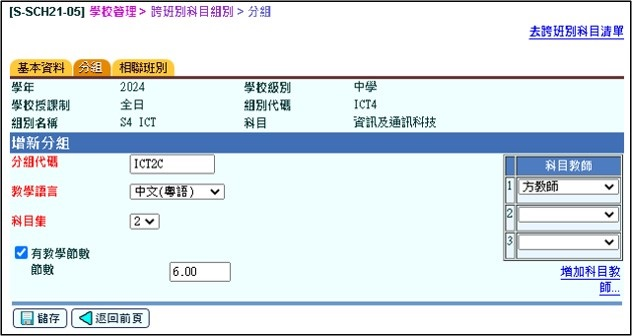 [S-SCH21-05] 學校管理 > 跨班別科目組別 > 分組
去跨班別科目清單
基本資料 分組 相聯班別
學年 2024 學校級別 中學
學校授課制 全日 組別代碼 ICT4
組別名稱 S4 ICT 科目 資訊及通訊科技
增新分組
分組代碼 ICT2C
教學語言 中文(粵語)
科目集 2
科目教師
1 方教師
2
3
增加科目教
師...
有教學節數
節數 6.00
儲存 返回前頁